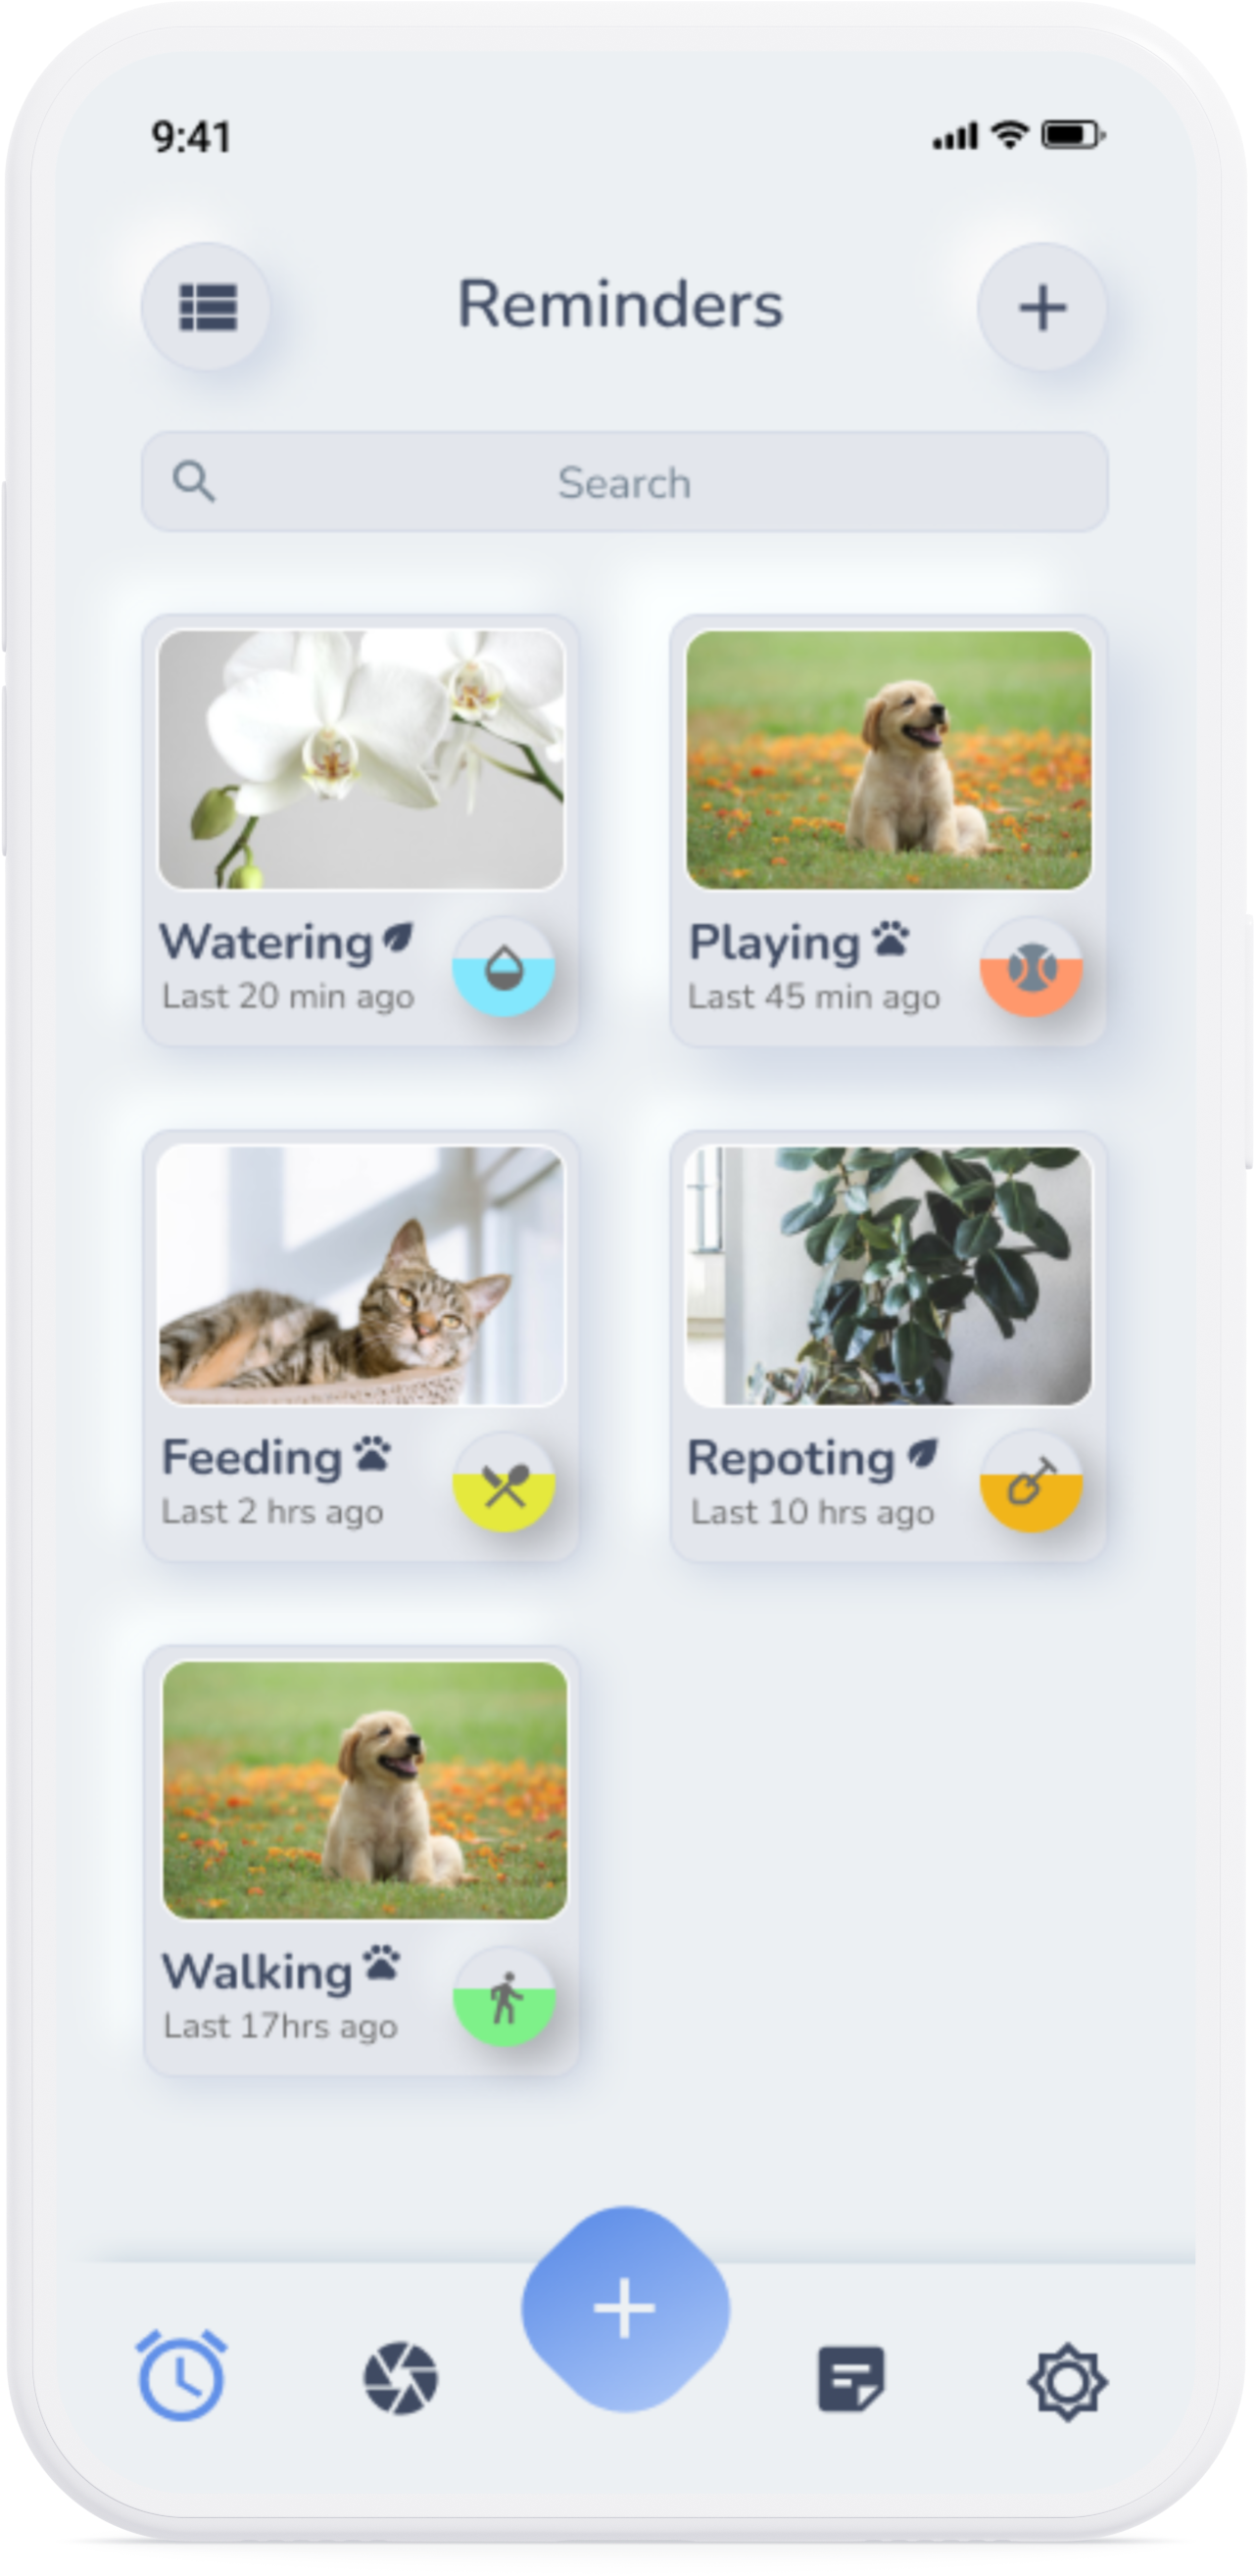 9:41
Reminders
Search
Watering
Last 20 min ago
Playing
Last 45 min ago
Feeding
Last 2 hrs ago
Repoting
Last 10 hrs ago
Walking
Last 17hrs ago